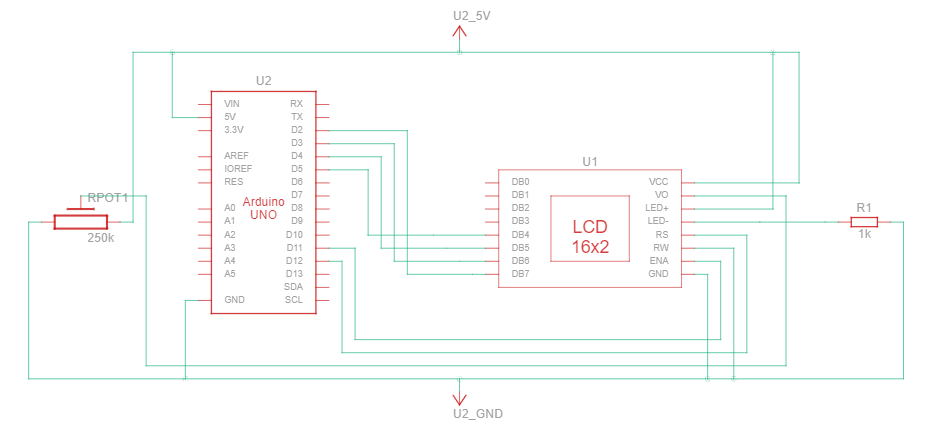 U2_5V
U2
VIN
5V
3.3V
AREF
IOREF
RES
A0
A1
A2
A3
A4
A5
GND
RX
TX
D2
D3
D4
D5
D6
D7
D8
D9
D10
D11
D12
D13
SDA
SCL
Arduino
UNO
RPOT1
250k
U1
DB0
DB1
DB2
DB3
DB4
DB5
DB6
DB7
LCD
16x2
VCC
VO
LED+
LED-
RS
RW
ENA
GND
R1
1k
U2_GND